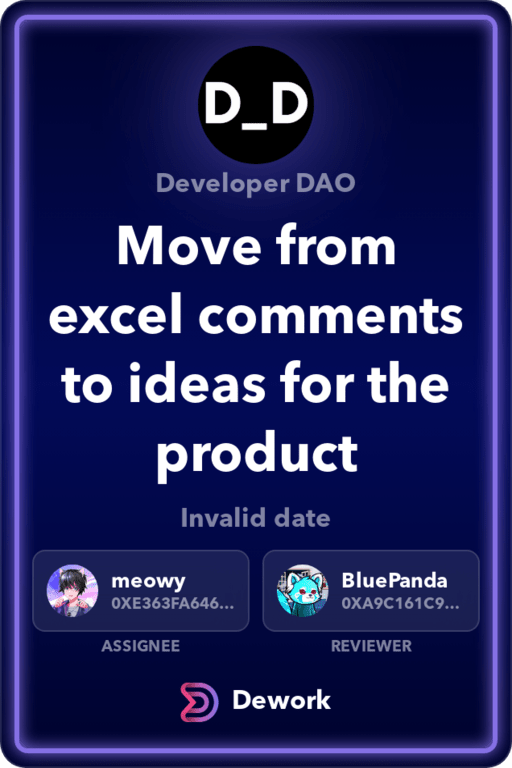 D_D
Developer DAO
Move from
excel comments
to ideas for the
product
Invalid date
meowy
0XE363FA646...
BluePanda
0XA9C161C9...
ASSIGNEE
REVIEWER
Dework